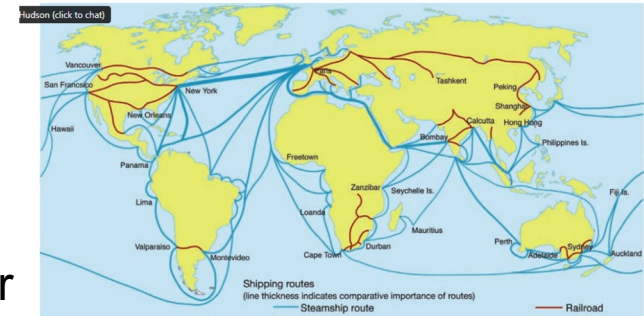 Hudson (click to chat)
Vancouver
San Francsico
New York
New Orleans
Hawaii
Panama
Lima
Valparaiso
Montevideo
Paris
Tashkent
Peking
Shanghai
Calcutta
Hong Hong
Bombay
Philippines Is.
Freetown
Zanzibar
Seychelle Is.
Fiji Is.
Loanda
Mauritius
Cape Town
Durban
Perth
Adelaide
Sydney
Auckland
r
Shipping routes
(line thickness indicates comparative importance of routes)
Steamship route
Railroad